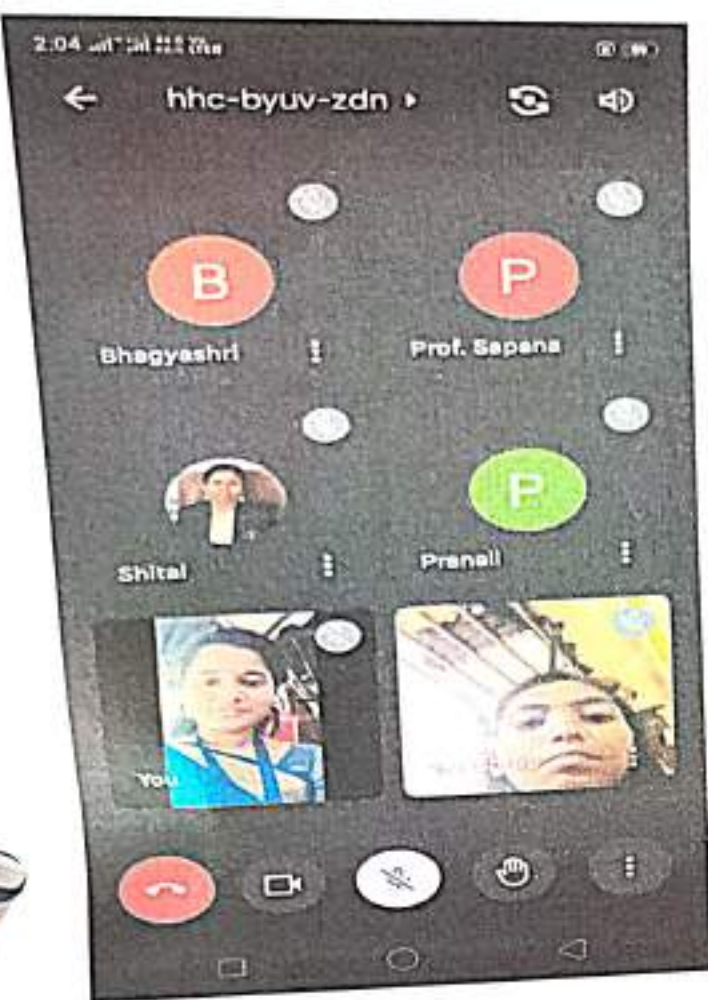 2:04
hhc-byuv-zdn
B
P
Bhagyashri
Prof. Sapana
P
Shital
Pranali
You